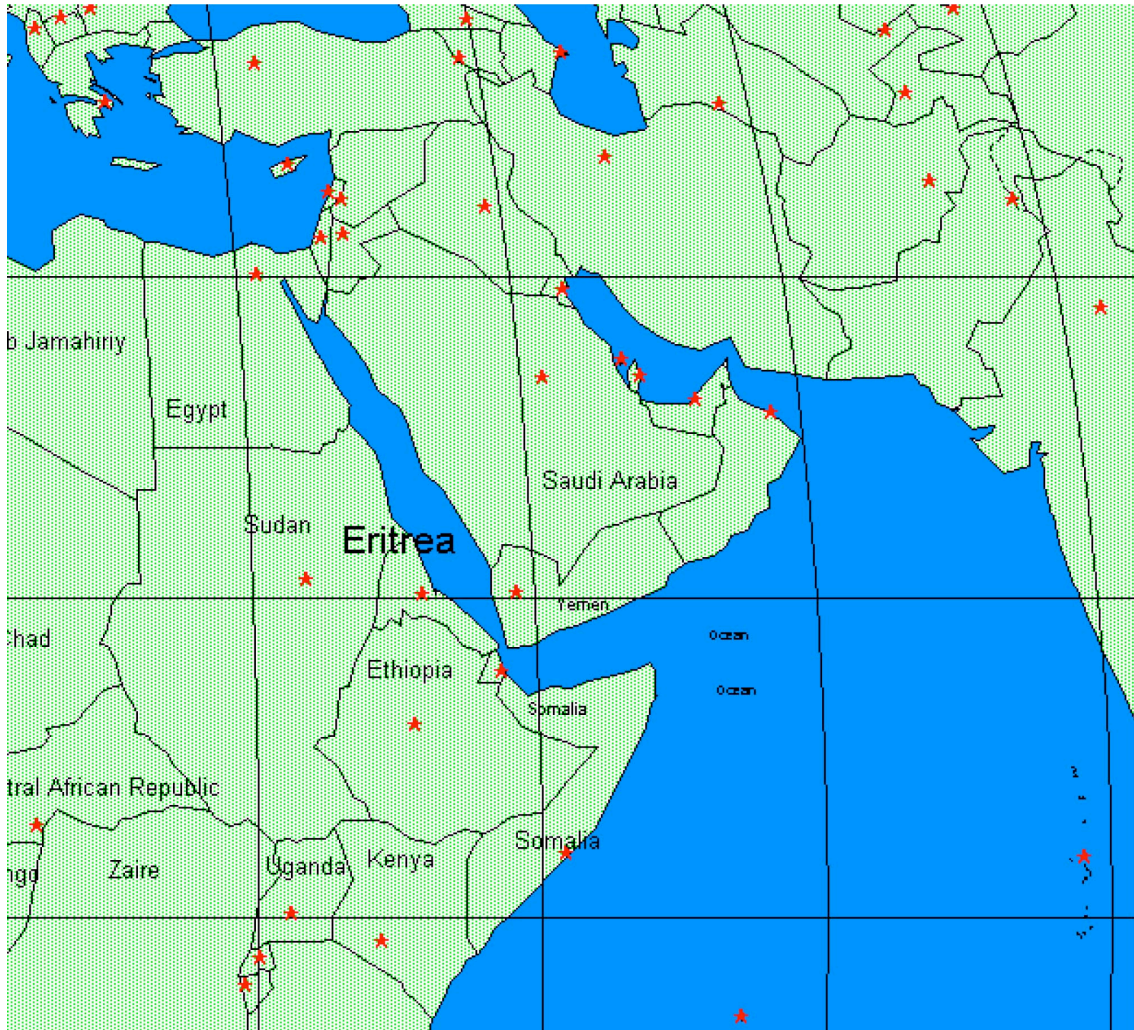 b Jamahiriy
Egypt
Saudi Arabia
Sudan
Eritrea
Yemen
Chad
Ocean
Ethiopia
Ocean
Somalia
tral African Republic
Somalia
Kenya
Uganda
Zaire
ngo